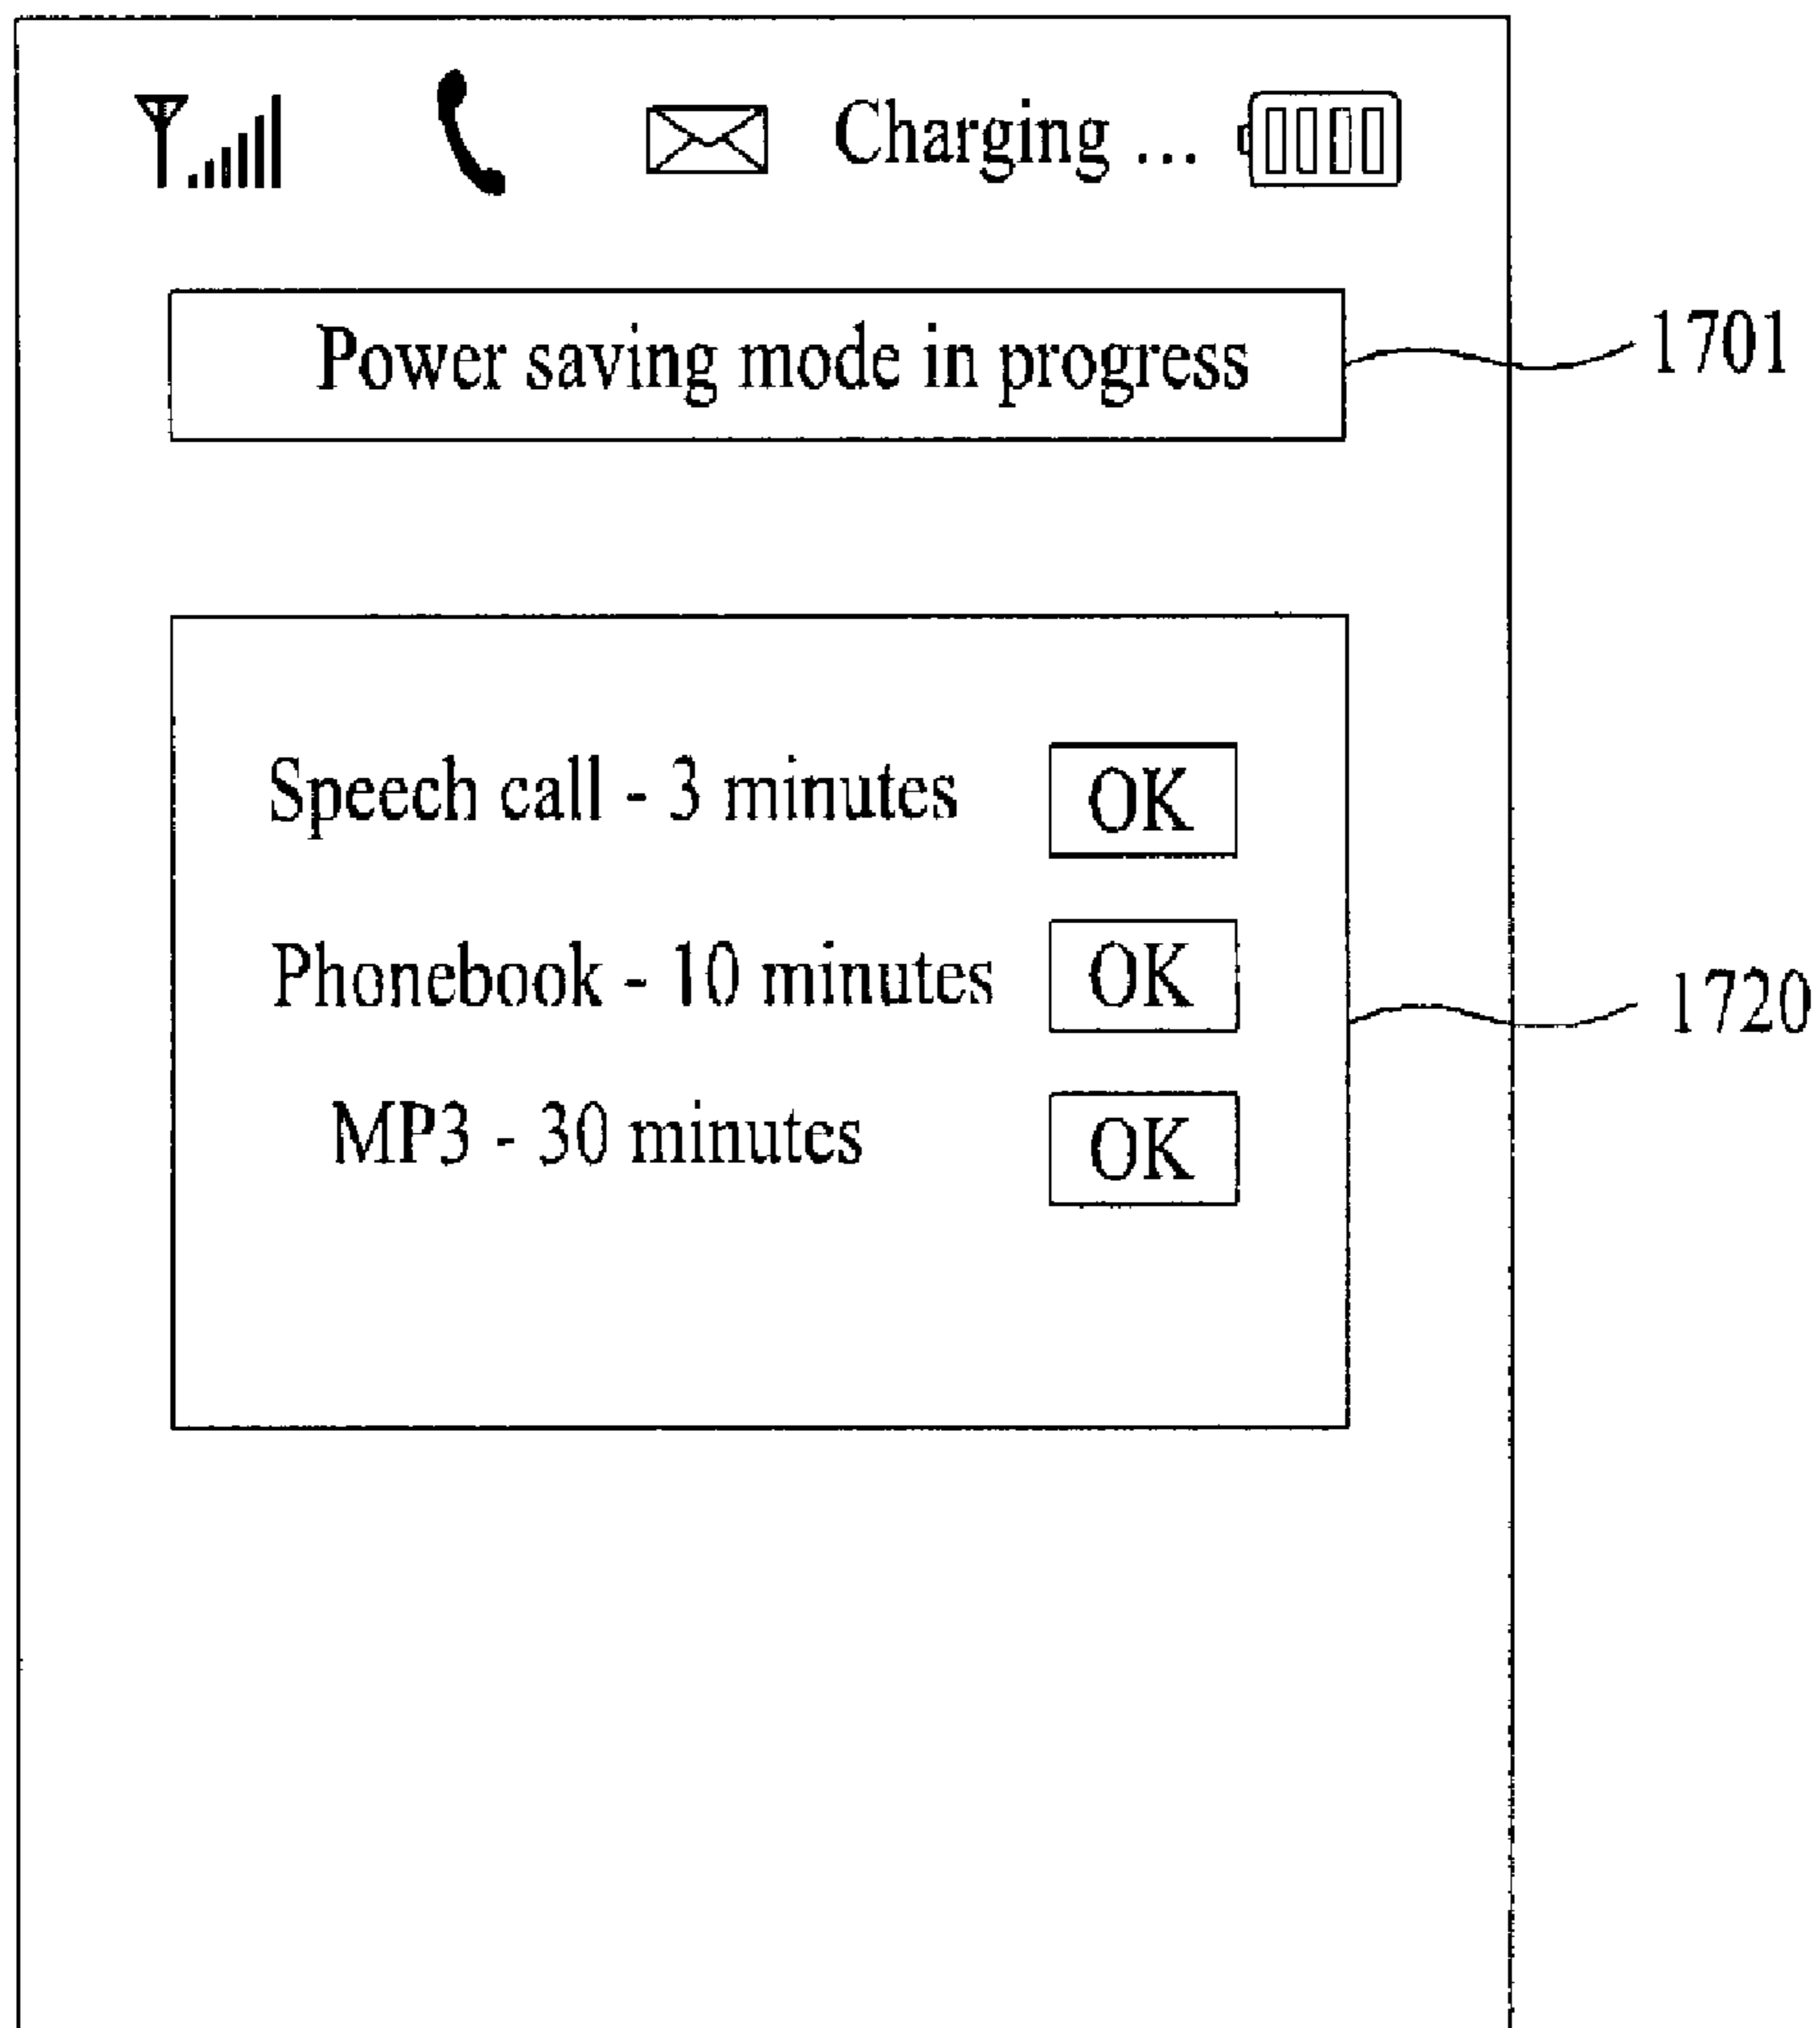 Charging ...
Power saving mode in progress
1701
Speech call - 3 minutes OK
Phonebook - 10 minutes OK
1720
MP3 - 30 minutes OK